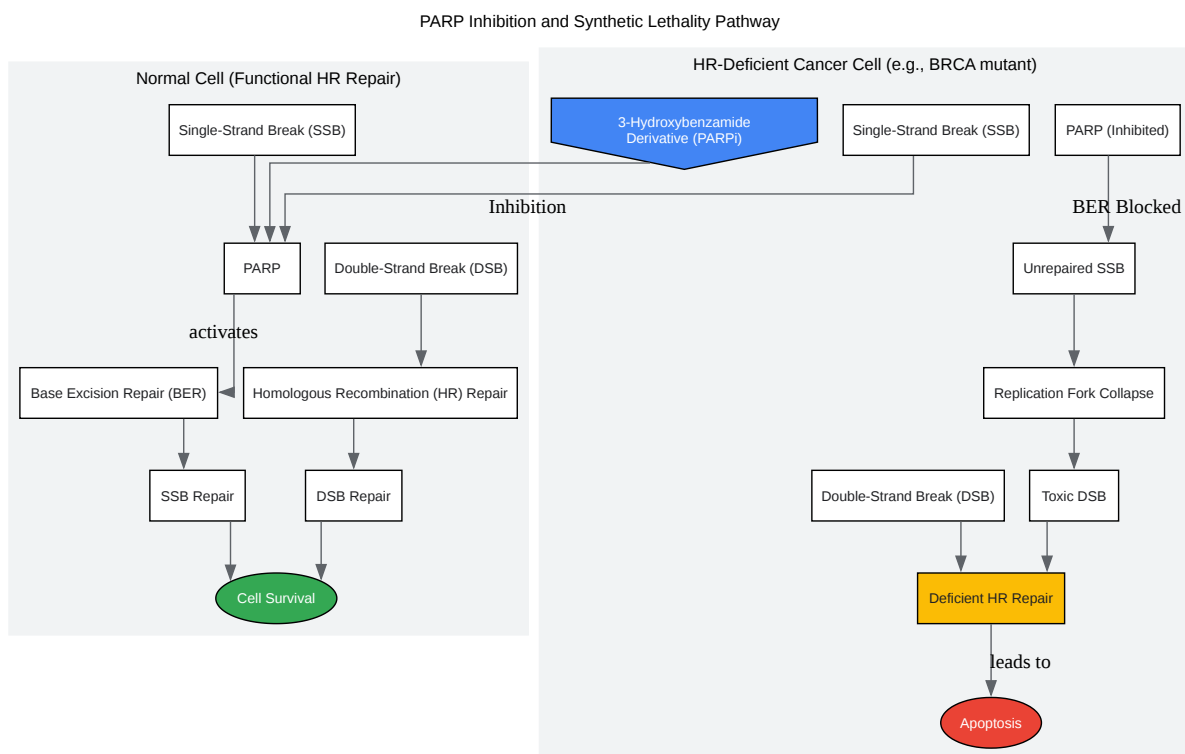 PARP Inhibition and Synthetic Lethality Pathway
Normal Cell (Functional HR Repair)
Single-Strand Break (SSB)
PARP
Double-Strand Break (DSB)
activates
Base Excision Repair (BER)
Homologous Recombination (HR) Repair
SSB Repair
DSB Repair
Cell Survival
HR-Deficient Cancer Cell (e.g., BRCA mutant)
3-Hydroxybenzamide
Derivative (PARPi)
Single-Strand Break (SSB)
PARP (Inhibited)
Inhibition
BER Blocked
Unrepaired SSB
Replication Fork Collapse
Double-Strand Break (DSB)
Toxic DSB
Deficient HR Repair
leads to
Apoptosis